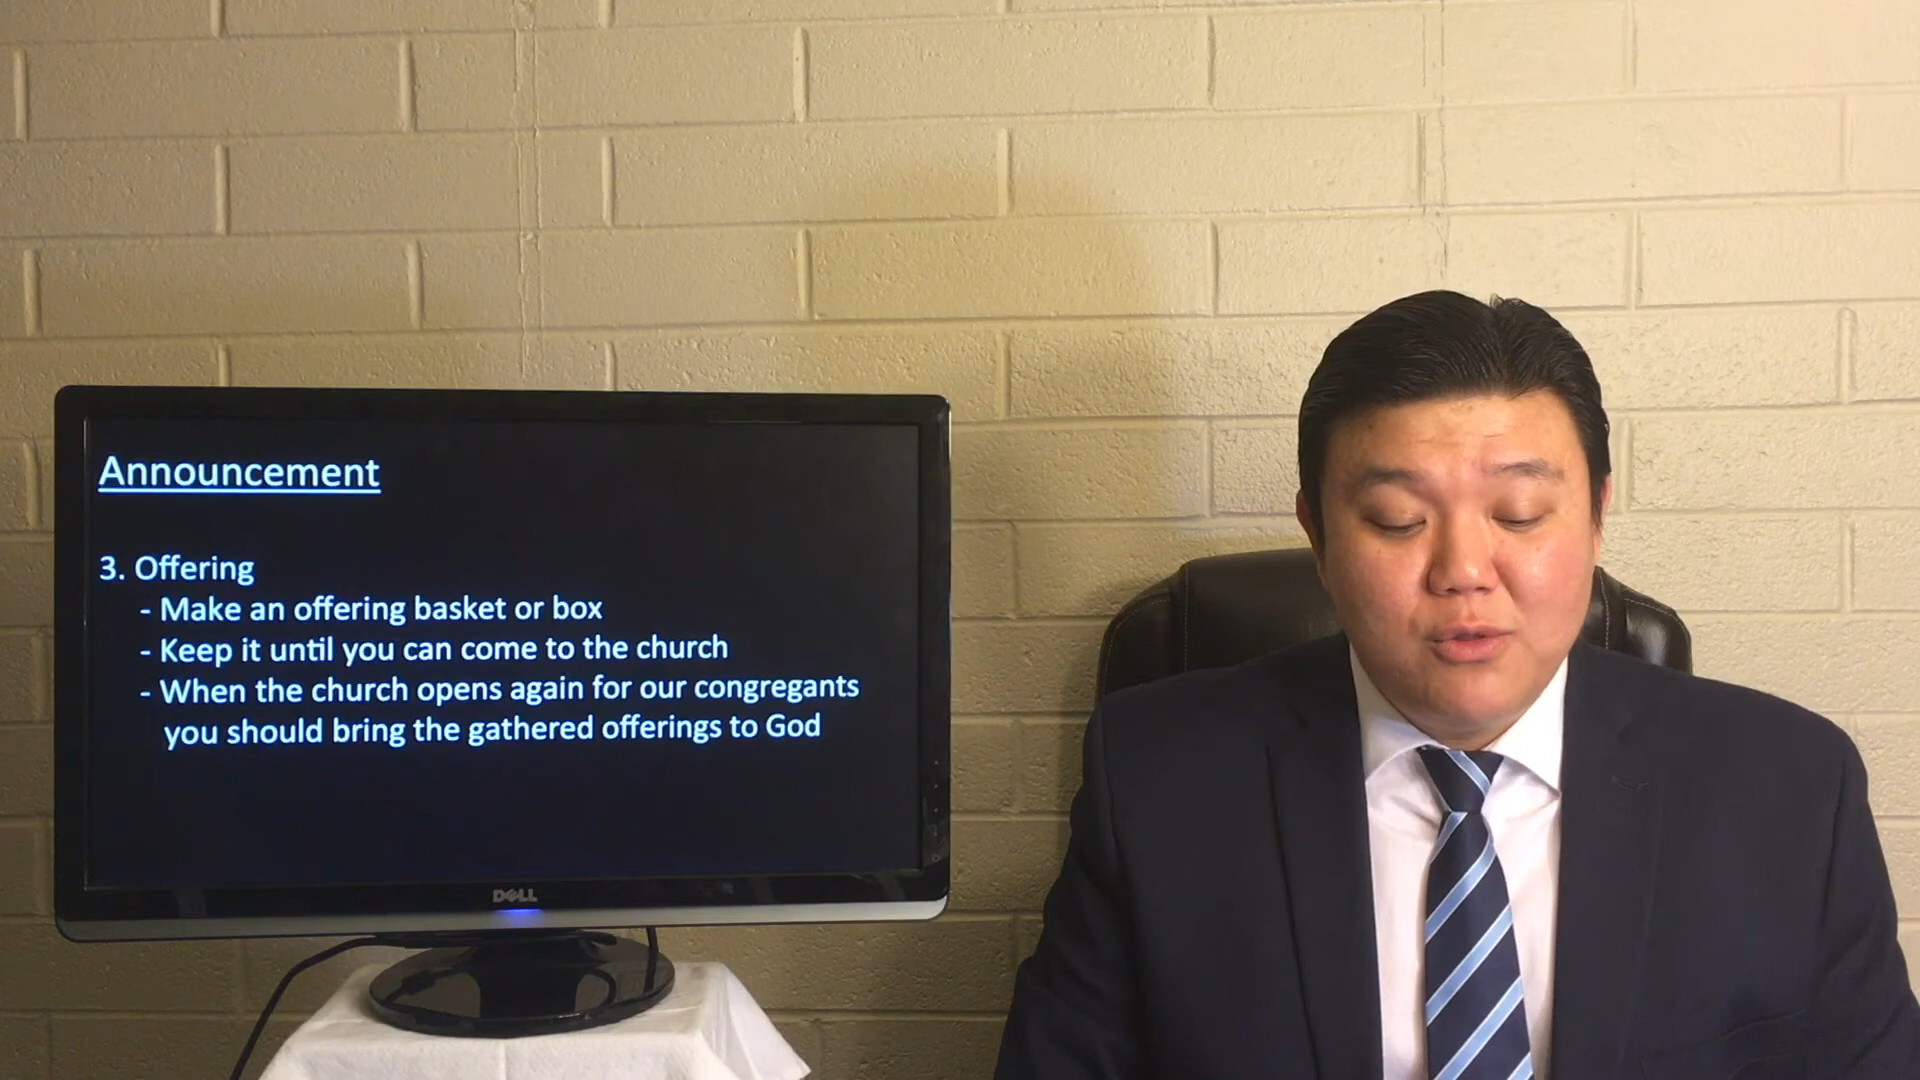 Announcement
3. Offering
- Make an offering basket or box
- Keep it until you can come to the church
- When the church opens again for our congregants
you should bring the gathered offerings to God
DELL